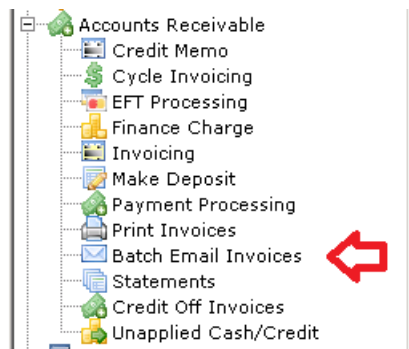 Accounts Receivable
Credit Memo
Cycle Invoicing
EFT Processing
Finance Charge
Invoicing
Make Deposit
Payment Processing
Print Invoices
Batch Email Invoices
Statements
Credit Off Invoices
Unapplied Cash/Credit